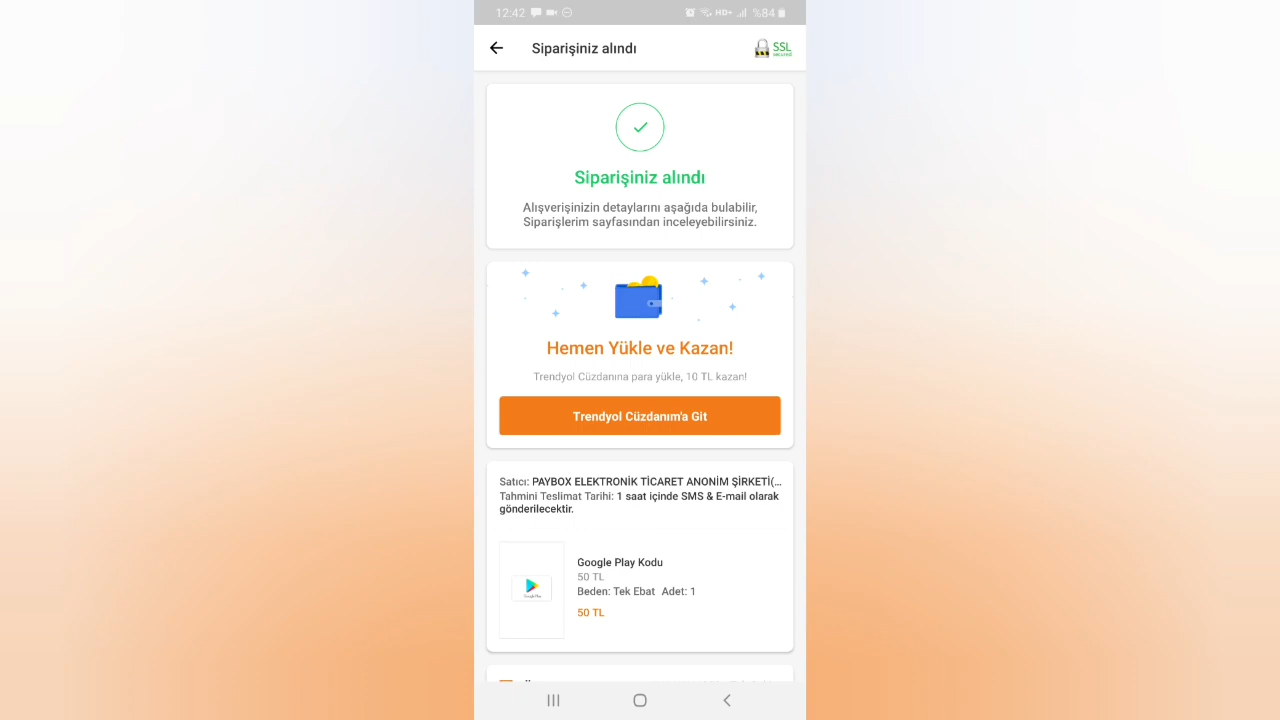 12:42 HD+ %84
Siparişiniz alındı
SSL
Siparişiniz alındı
Alışverişinizin detaylarını aşağıda bulabilir,
Siparişlerim sayfasından inceleyebilirsiniz.
Hemen Yükle ve Kazan!
Trendyol Cüzdanına para yükle, 10 TL kazan!
Trendyol Cüzdanım'a Git
Satıcı: PAYBOX ELEKTRONİK TİCARET ANONİM ŞİRKETİ(...
Tahmini Teslimat Tarihi: 1 saat içinde SMS & E-mail olarak
gönderilecektir.
Google Play Kodu
50 TL
Beden: Tek Ebat Adet: 1
50 TL
Google Play